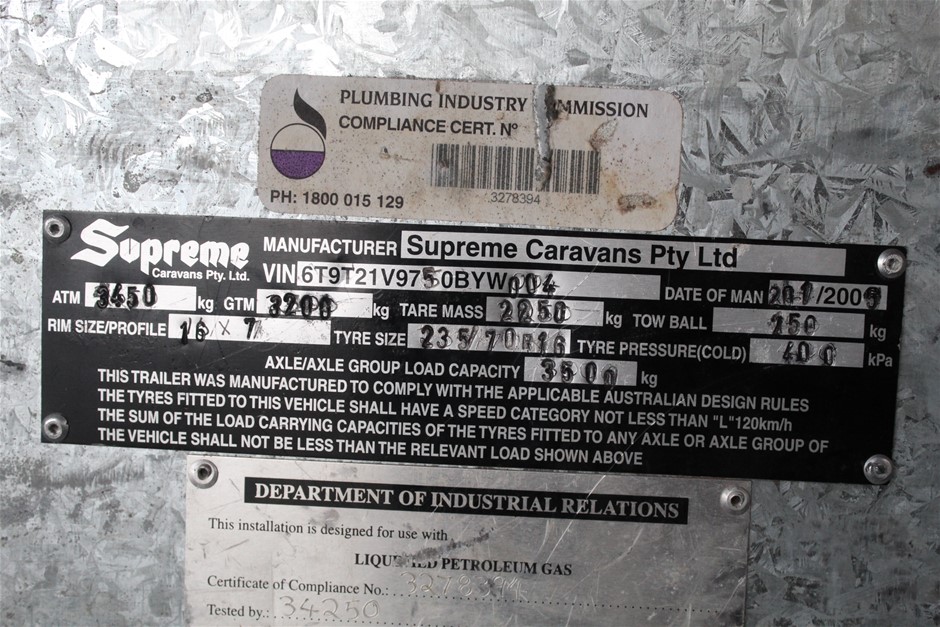 PLUMBING INDUSTRY
COMPLIANCE CERT. Nº
3278394
PH: 1800 015 129
Supreme
Caravans Pty. Ltd.
MANUFACTURER Supreme Caravans Pty Ltd
VIN 6T9T21V9750BYW004
ATM 3450 kg GTM 3200 kg TARE MASS 2250 kg TOW BALL 250 kg
DATE OF MAN /200
RIM SIZE/PROFILE 16 x 7 TYRE SIZE 235/70R16 TYRE PRESSURE(COLD) 400 kPa
AXLE/AXLE GROUP LOAD CAPACITY 3500 kg
THIS TRAILER WAS MANUFACTURED TO COMPLY WITH THE APPLICABLE AUSTRALIAN DESIGN RULES
THE TYRES FITTED TO THIS VEHICLE SHALL HAVE A SPEED CATEGORY NOT LESS THAN "L"120km/h
THE SUM OF THE LOAD CARRYING CAPACITIES OF THE TYRES FITTED TO ANY AXLE OR AXLE GROUP OF
THE VEHICLE SHALL NOT BE LESS THAN THE RELEVANT LOAD SHOWN ABOVE
DEPARTMENT OF INDUSTRIAL RELATIONS
This installation is designed for use with
PETROLEUM GAS
Certificate of Compliance No.: 3278394
Tested by.: 34250